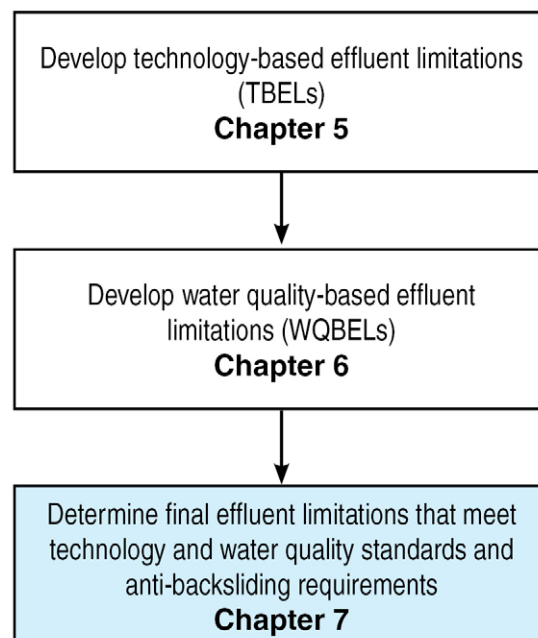 Develop technology-based effluent limitations
(TBELs)
Chapter 5
Develop water quality-based effluent
limitations (WQBELs)
Chapter 6
Determine final effluent limitations that meet
technology and water quality standards and
anti-backsliding requirements
Chapter 7